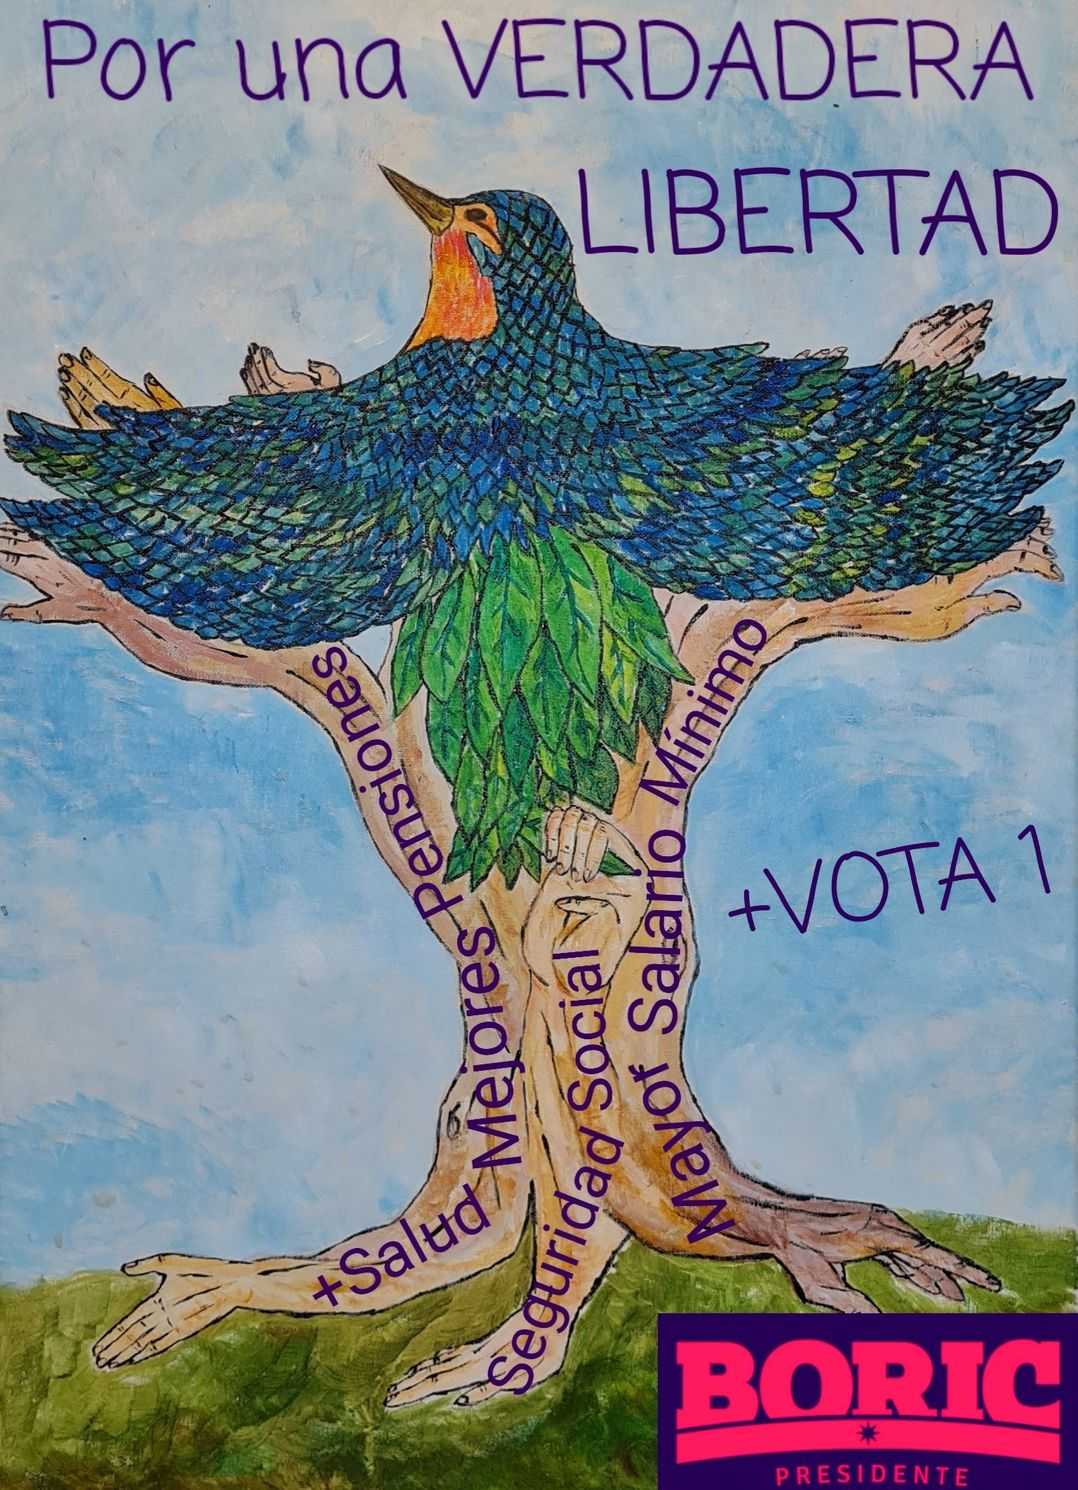 Por una VERDADERA
LIBERTAD
Mejores Pensiones
Mayor Salario Mínimo
+VOTA 1
Seguridad Social
+Salud
BORIC
PRESIDENTE